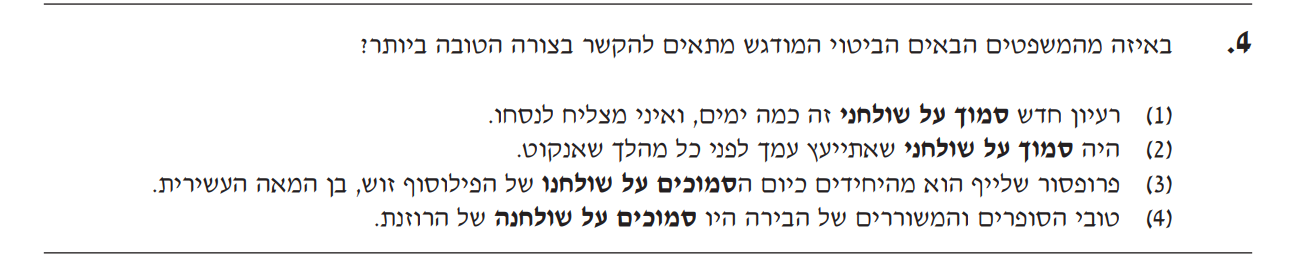 4. באיזה מהמשפטים הבאים הביטוי המודגש מתאים להקשר בצורה הטובה ביותר?
(1) רעיון חדש סמוך על שולחני זה כמה ימים, ואיני מצליח לנסחו.
(2) היה סמוך על שולחני שאתייעץ עמך לפני כל מהלך שאנקוט.
(3) פרופסור שלייף הוא מהיחידים כיום הסמוכים על שולחנו של הפילוסוף זוש, בן המאה העשירית.
(4) טובי הסופרים והמשוררים של הבירה היו סמוכים על שולחנה של הרוזנת.